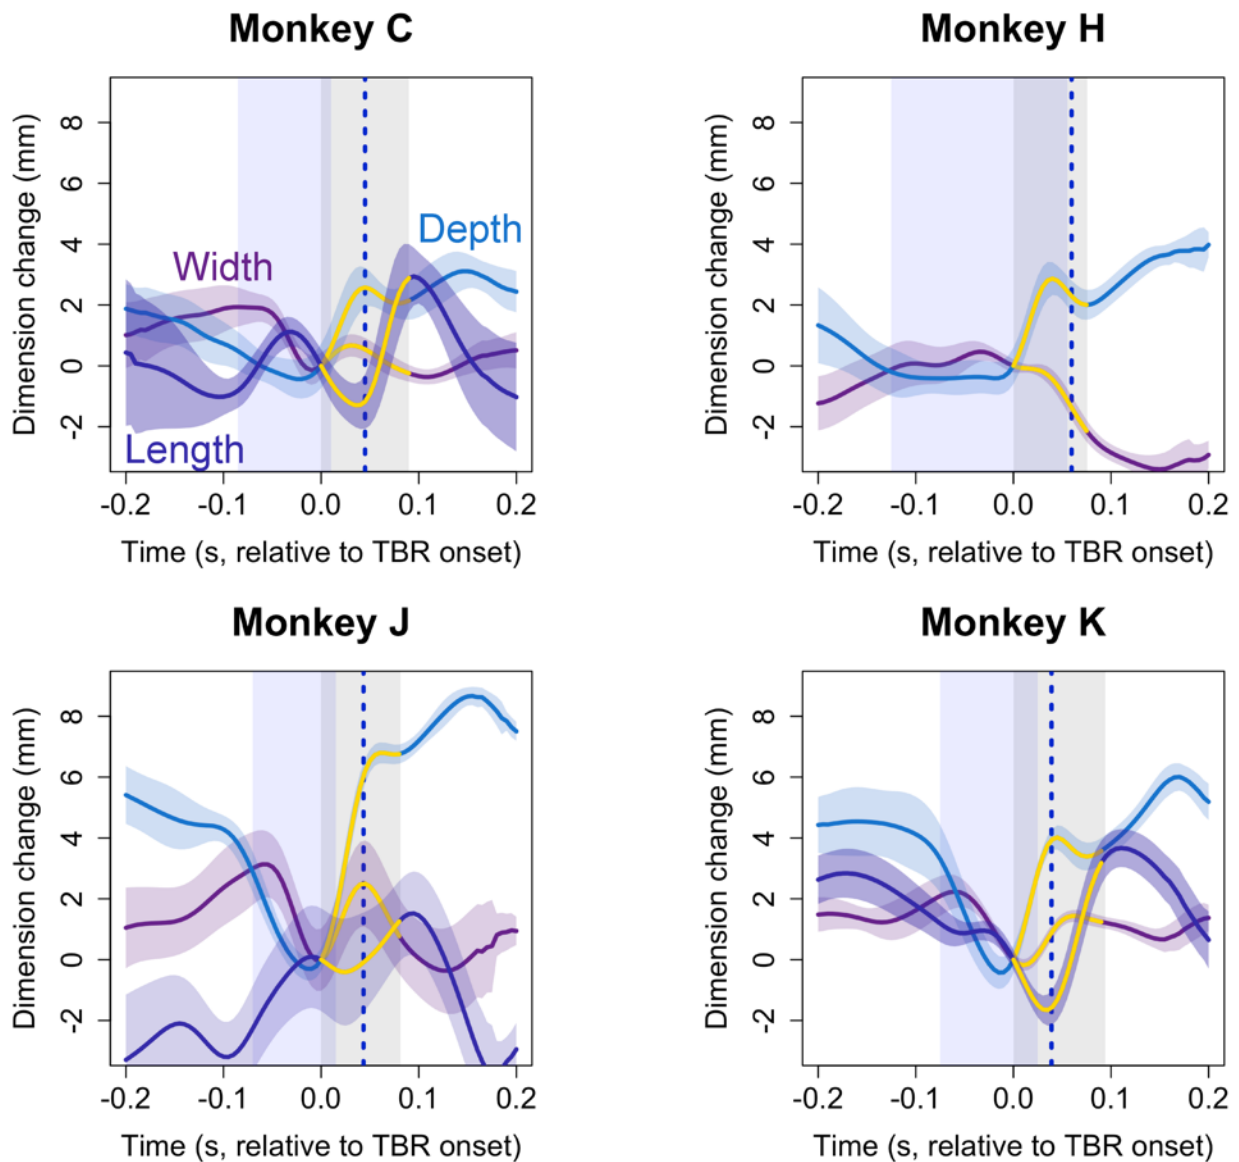 Monkey C
Monkey H
Dimension change (mm)
8
6
4
2
0
-2
Depth
Width
Length
-0.2 -0.1 0.0 0.1 0.2
Time (s, relative to TBR onset)
Dimension change (mm)
8
6
4
2
0
-2
-0.2 -0.1 0.0 0.1 0.2
Time (s, relative to TBR onset)
Monkey J
Monkey K
Dimension change (mm)
8
6
4
2
0
-2
-0.2 -0.1 0.0 0.1 0.2
Time (s, relative to TBR onset)
Dimension change (mm)
8
6
4
2
0
-2
-0.2 -0.1 0.0 0.1 0.2
Time (s, relative to TBR onset)